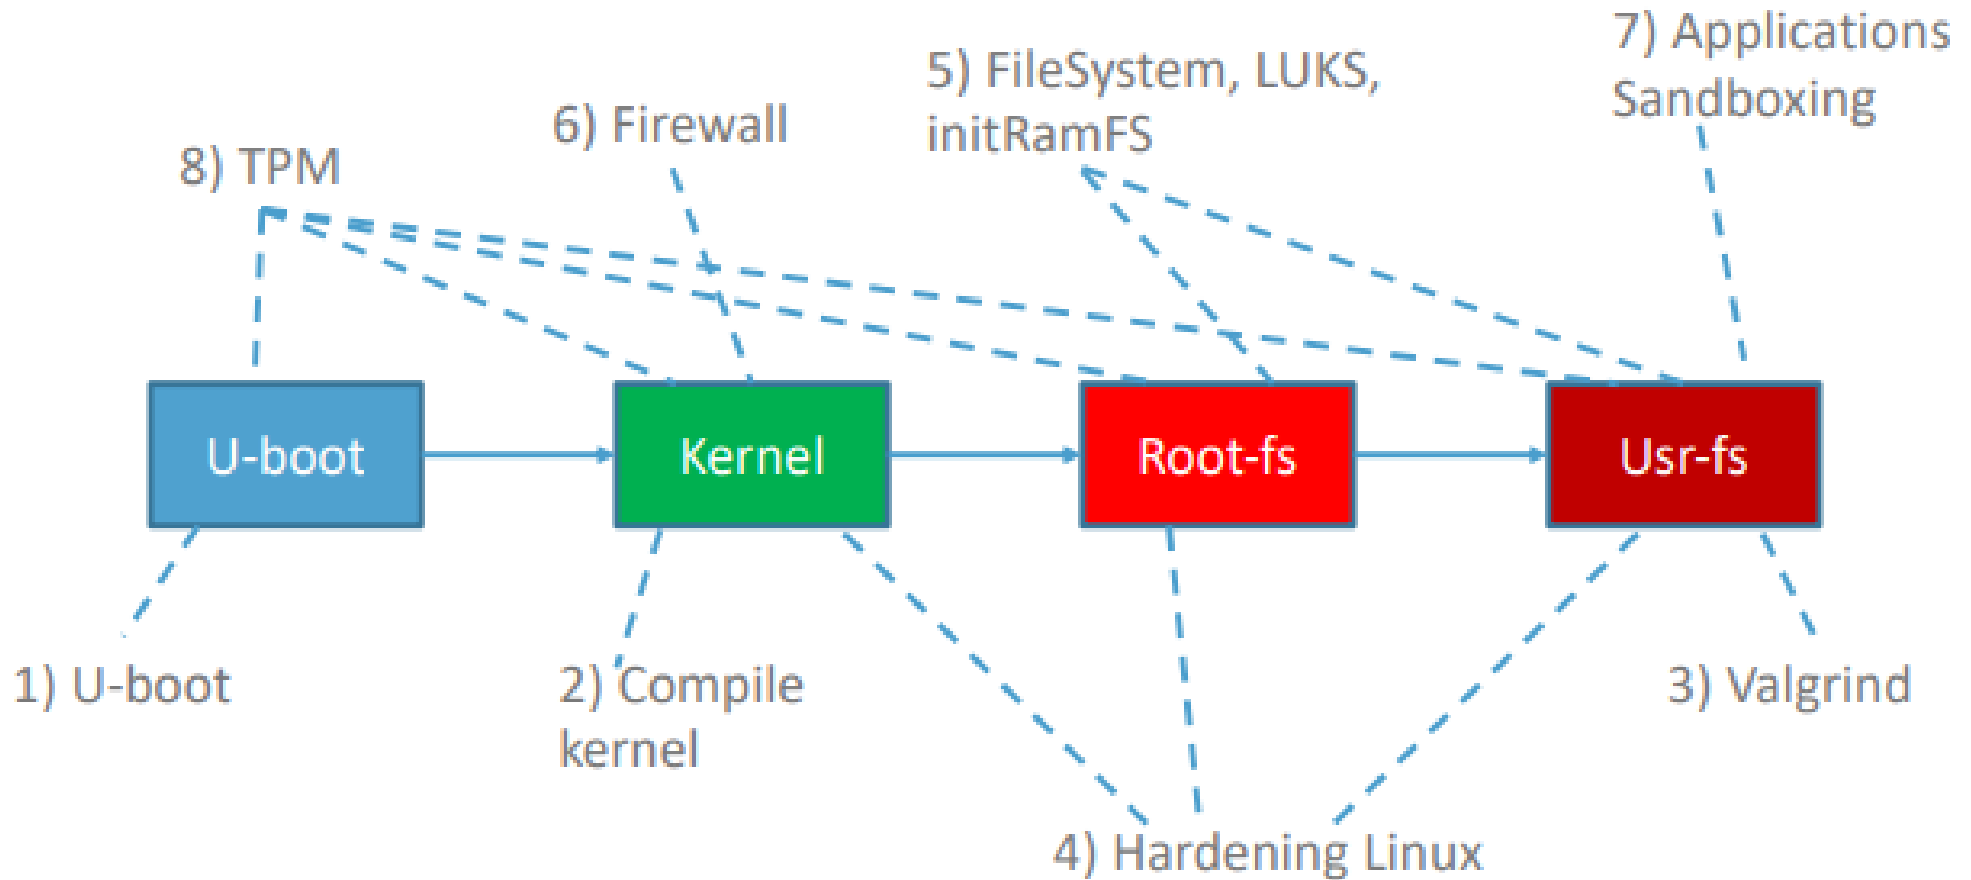 7) Applications
Sandboxing
5) FileSystem, LUKS,
initRamFS
6) Firewall
8) TPM
U-boot
Kernel
Root-fs
Usr-fs
1) U-boot
2) Compile
kernel
3) Valgrind
4) Hardening Linux